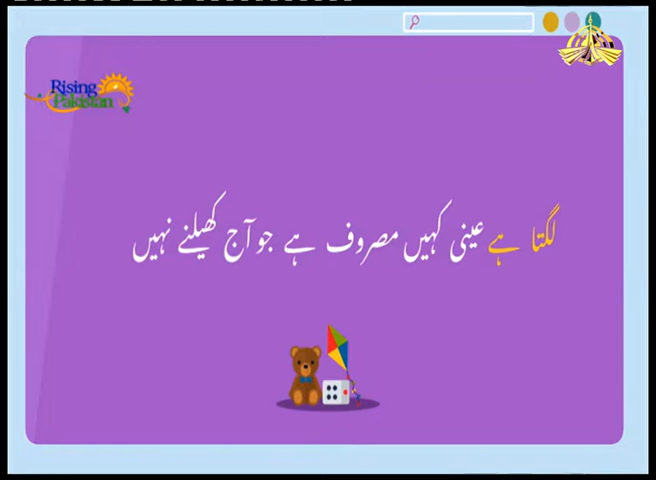 Rising
Pakistan
لگتا ہے عینی کہیں مصروف ہے جو آج کھیلنے نہیں